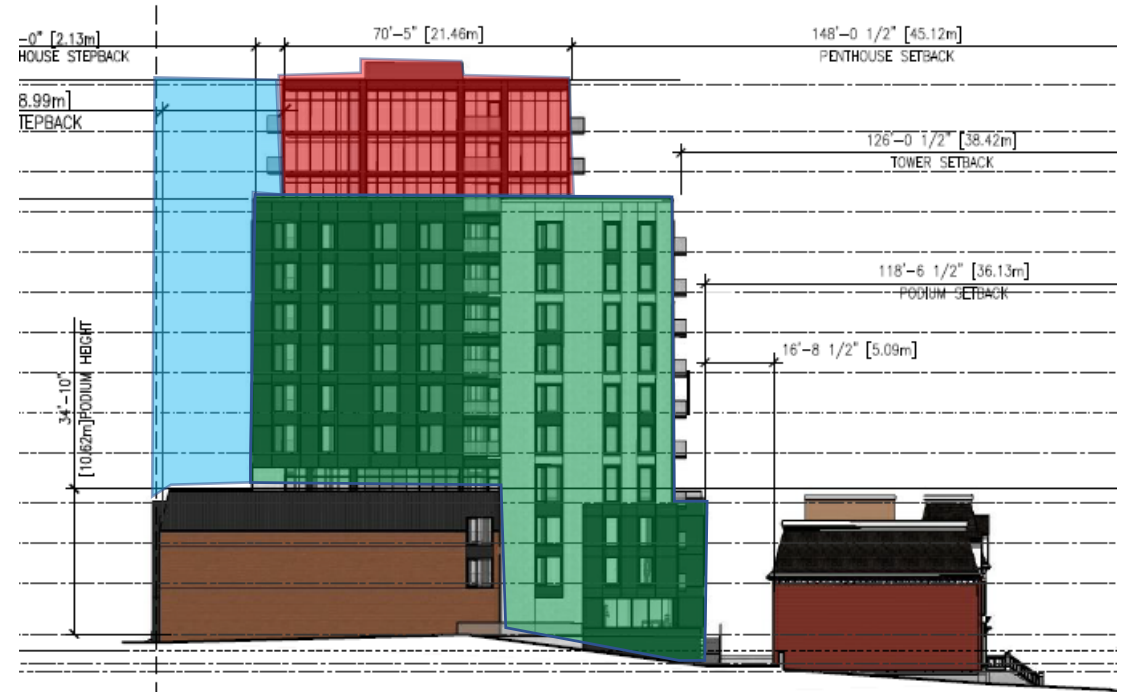 -0" [2.13m]
HOUSE STEPBACK
70'-5" [21.46m]
148'-0 1/2" [45.12m]
PENTHOUSE SETBACK
8.99m]
TEPBACK
126'-0 1/2" [38.42m]
TOWER SETBACK
118'-6 1/2" [36.13m]
PODIUM SETBACK
16'-8 1/2" [5.09m]
34'-10"
[10.62m]PODIUM HEIGHT